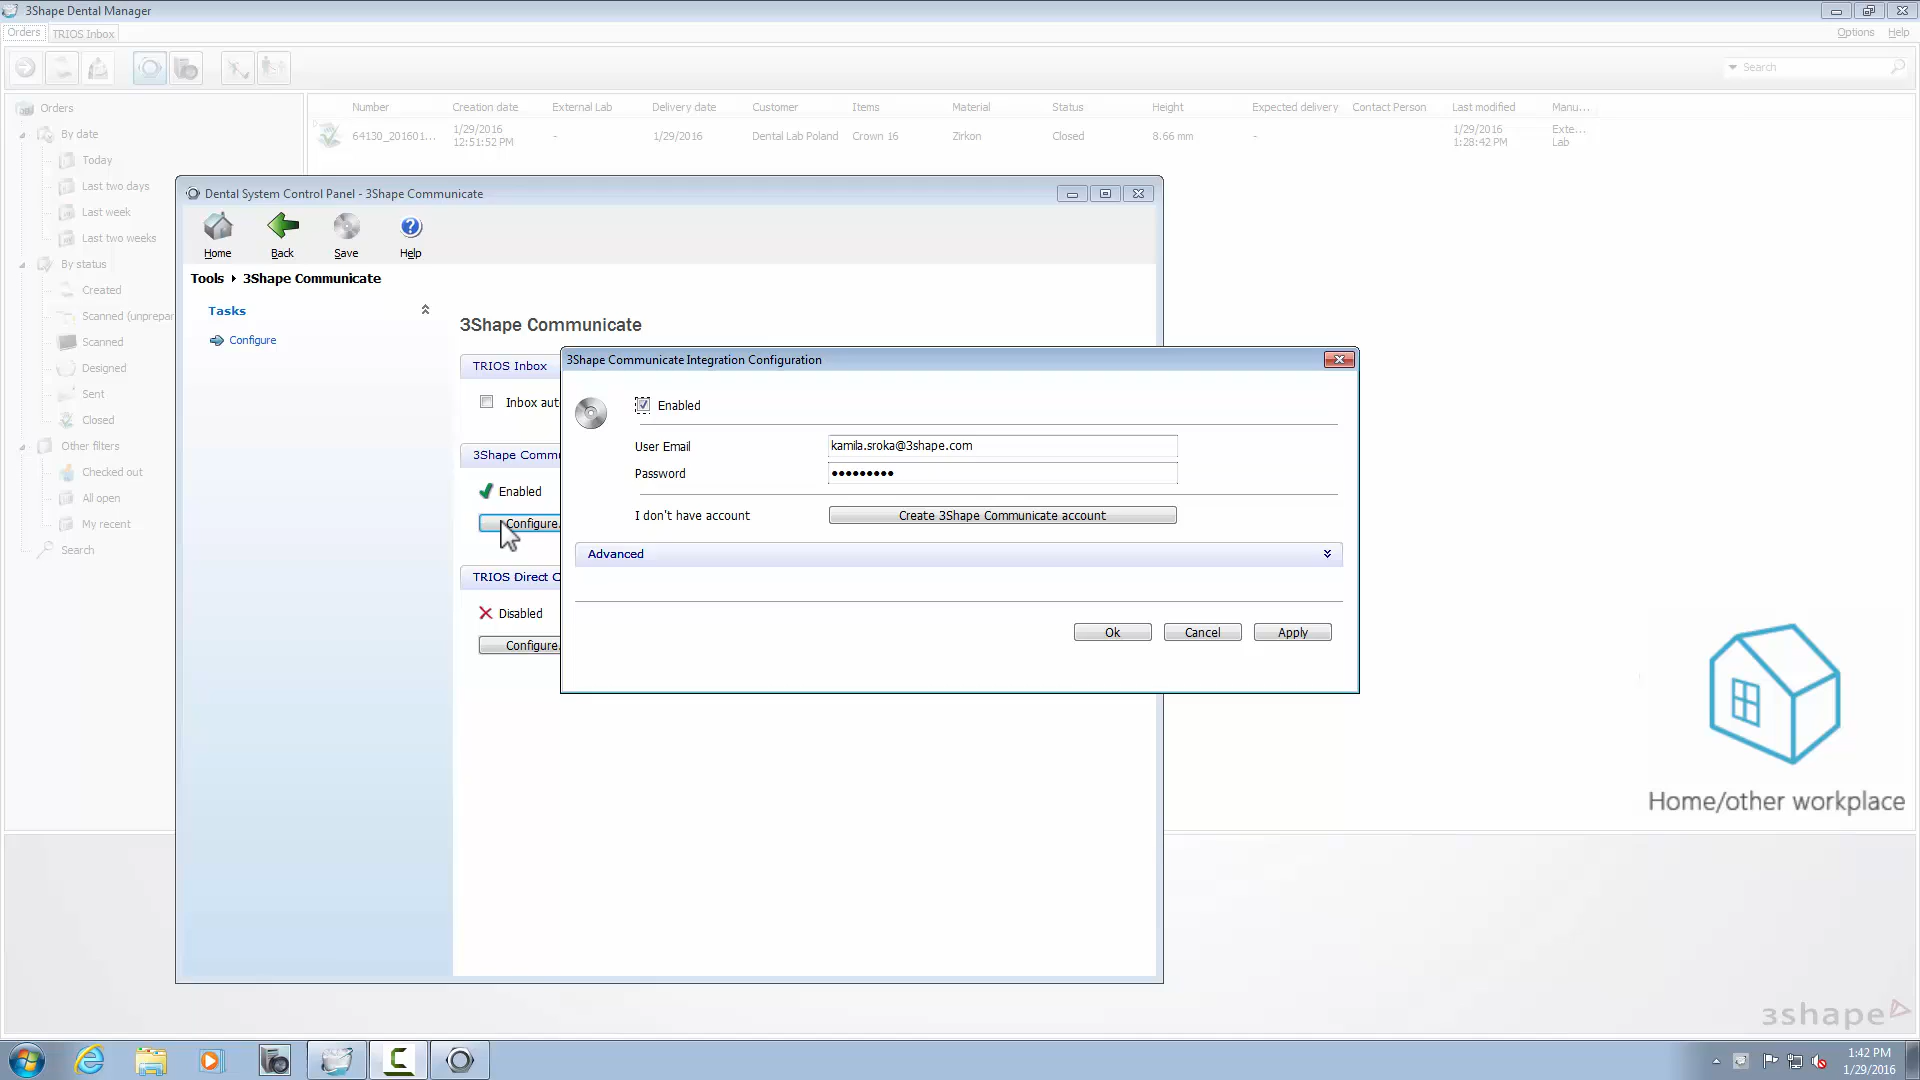 3Shape Dental Manager
Orders
TRIOS Inbox
Options
Help
Search
Orders
By date
Today
Last two days
Last week
Last two weeks
By status
Created
Scanned (unprepar
Scanned
Designed
Sent
Closed
Other filters
Checked out
All open
My recent
Search
Number Creation date External Lab Delivery date Customer Items Material Status Height Expected delivery Contact Person Last modified Manu...
64130_201601... 1/29/2016 12:51:52 PM - 1/29/2016 Dental Lab Poland Crown 16 Zirkon Closed 8.66 mm - 1/29/2016 1:28:42 PM Exte... Lab
Dental System Control Panel - 3Shape Communicate
Home
Back
Save
Help
Tools 3Shape Communicate
Tasks
Configure
3Shape Communicate
TRIOS Inbox
Inbox aut
3Shape Commu
Enabled
Configure.
TRIOS Direct C
Disabled
Configure.
3Shape Communicate Integration Configuration
Enabled
User Email kamila.sroka@3shape.com
Password •••••••••
I don't have account Create 3Shape Communicate account
Advanced
Ok Cancel Apply
Home/other workplace
3shape
1:42 PM
1/29/2016